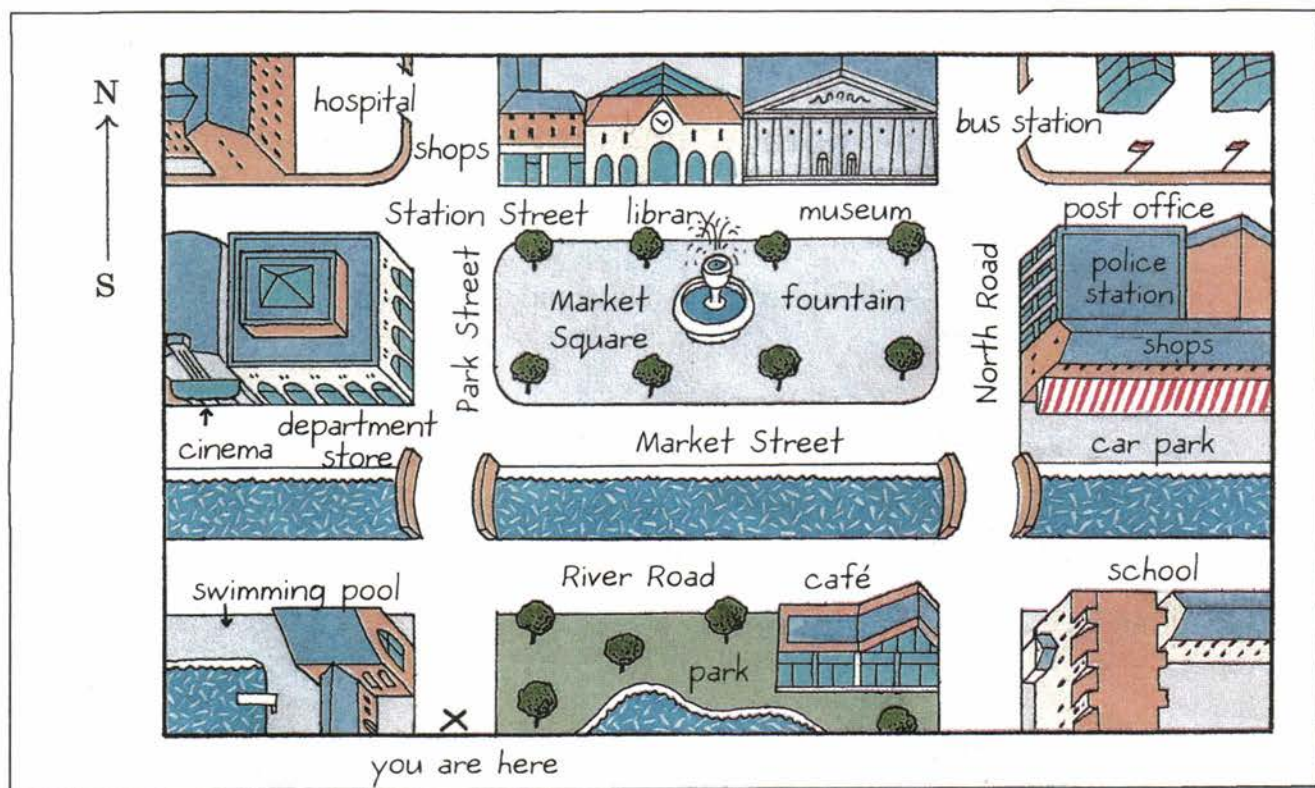 N
hospital
shops
bus station
S
Station Street
library
museum
post office
Park Street
Market
Square
fountain
North Road
police
station
shops
cinema
department
store
Market Street
car park
swimming pool
River Road
café
school
park
X
you are here